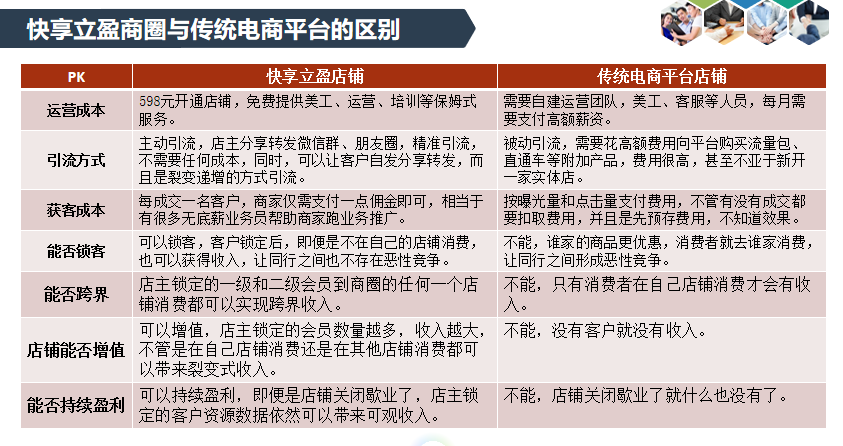 快享立盈商圈与传统电商平台的区别
PK
快享立盈店铺
传统电商平台店铺
运营成本
598元开通店铺，免费提供美工、运营、培训等保姆式
服务。
需要自建运营团队，美工、客服等人员，每月需
要支付高额薪资。
引流方式
主动引流，店主分享转发微信群、朋友圈，精准引流，
不需要任何成本，同时，可以让客户自发分享转发，而
且是裂变递增的方式引流。
被动引流，需要花高额费用向平台购买流量包、
直通车等附加产品，费用很高，甚至不亚于新开
一家实体店。
获客成本
每成交一名客户，商家仅需支付一点佣金即可，相当于
有很多无底薪业务员帮助商家跑业务推广。
按曝光量和点击量支付费用，不管有没有成交都
要扣取费用，并且是先预存费用，不知道效果。
能否锁客
可以锁客，客户锁定后，即便是不在自己的店铺消费，
也可以获得收入，让同行之间也不存在恶性竞争。
不能，谁家的商品更优惠，消费者就去谁家消费，
让同行之间形成恶性竞争。
能否跨界
店主锁定的一级和二级会员到商圈的任何一个店
铺消费都可以实现跨界收入。
不能，只有消费者在自己店铺消费才会有收
入。
店铺能否增值
可以增值，店主锁定的会员数量越多，收入越大，
不管是在自己店铺消费还是在其他店铺消费都可
以带来裂变式收入。
不能，没有客户就没有收入。
能否持续盈利
可以持续盈利，即便是店铺关闭歇业了，店主锁
定的客户资源数据依然可以带来可观收入。
不能，店铺关闭歇业了就什么也没有了。